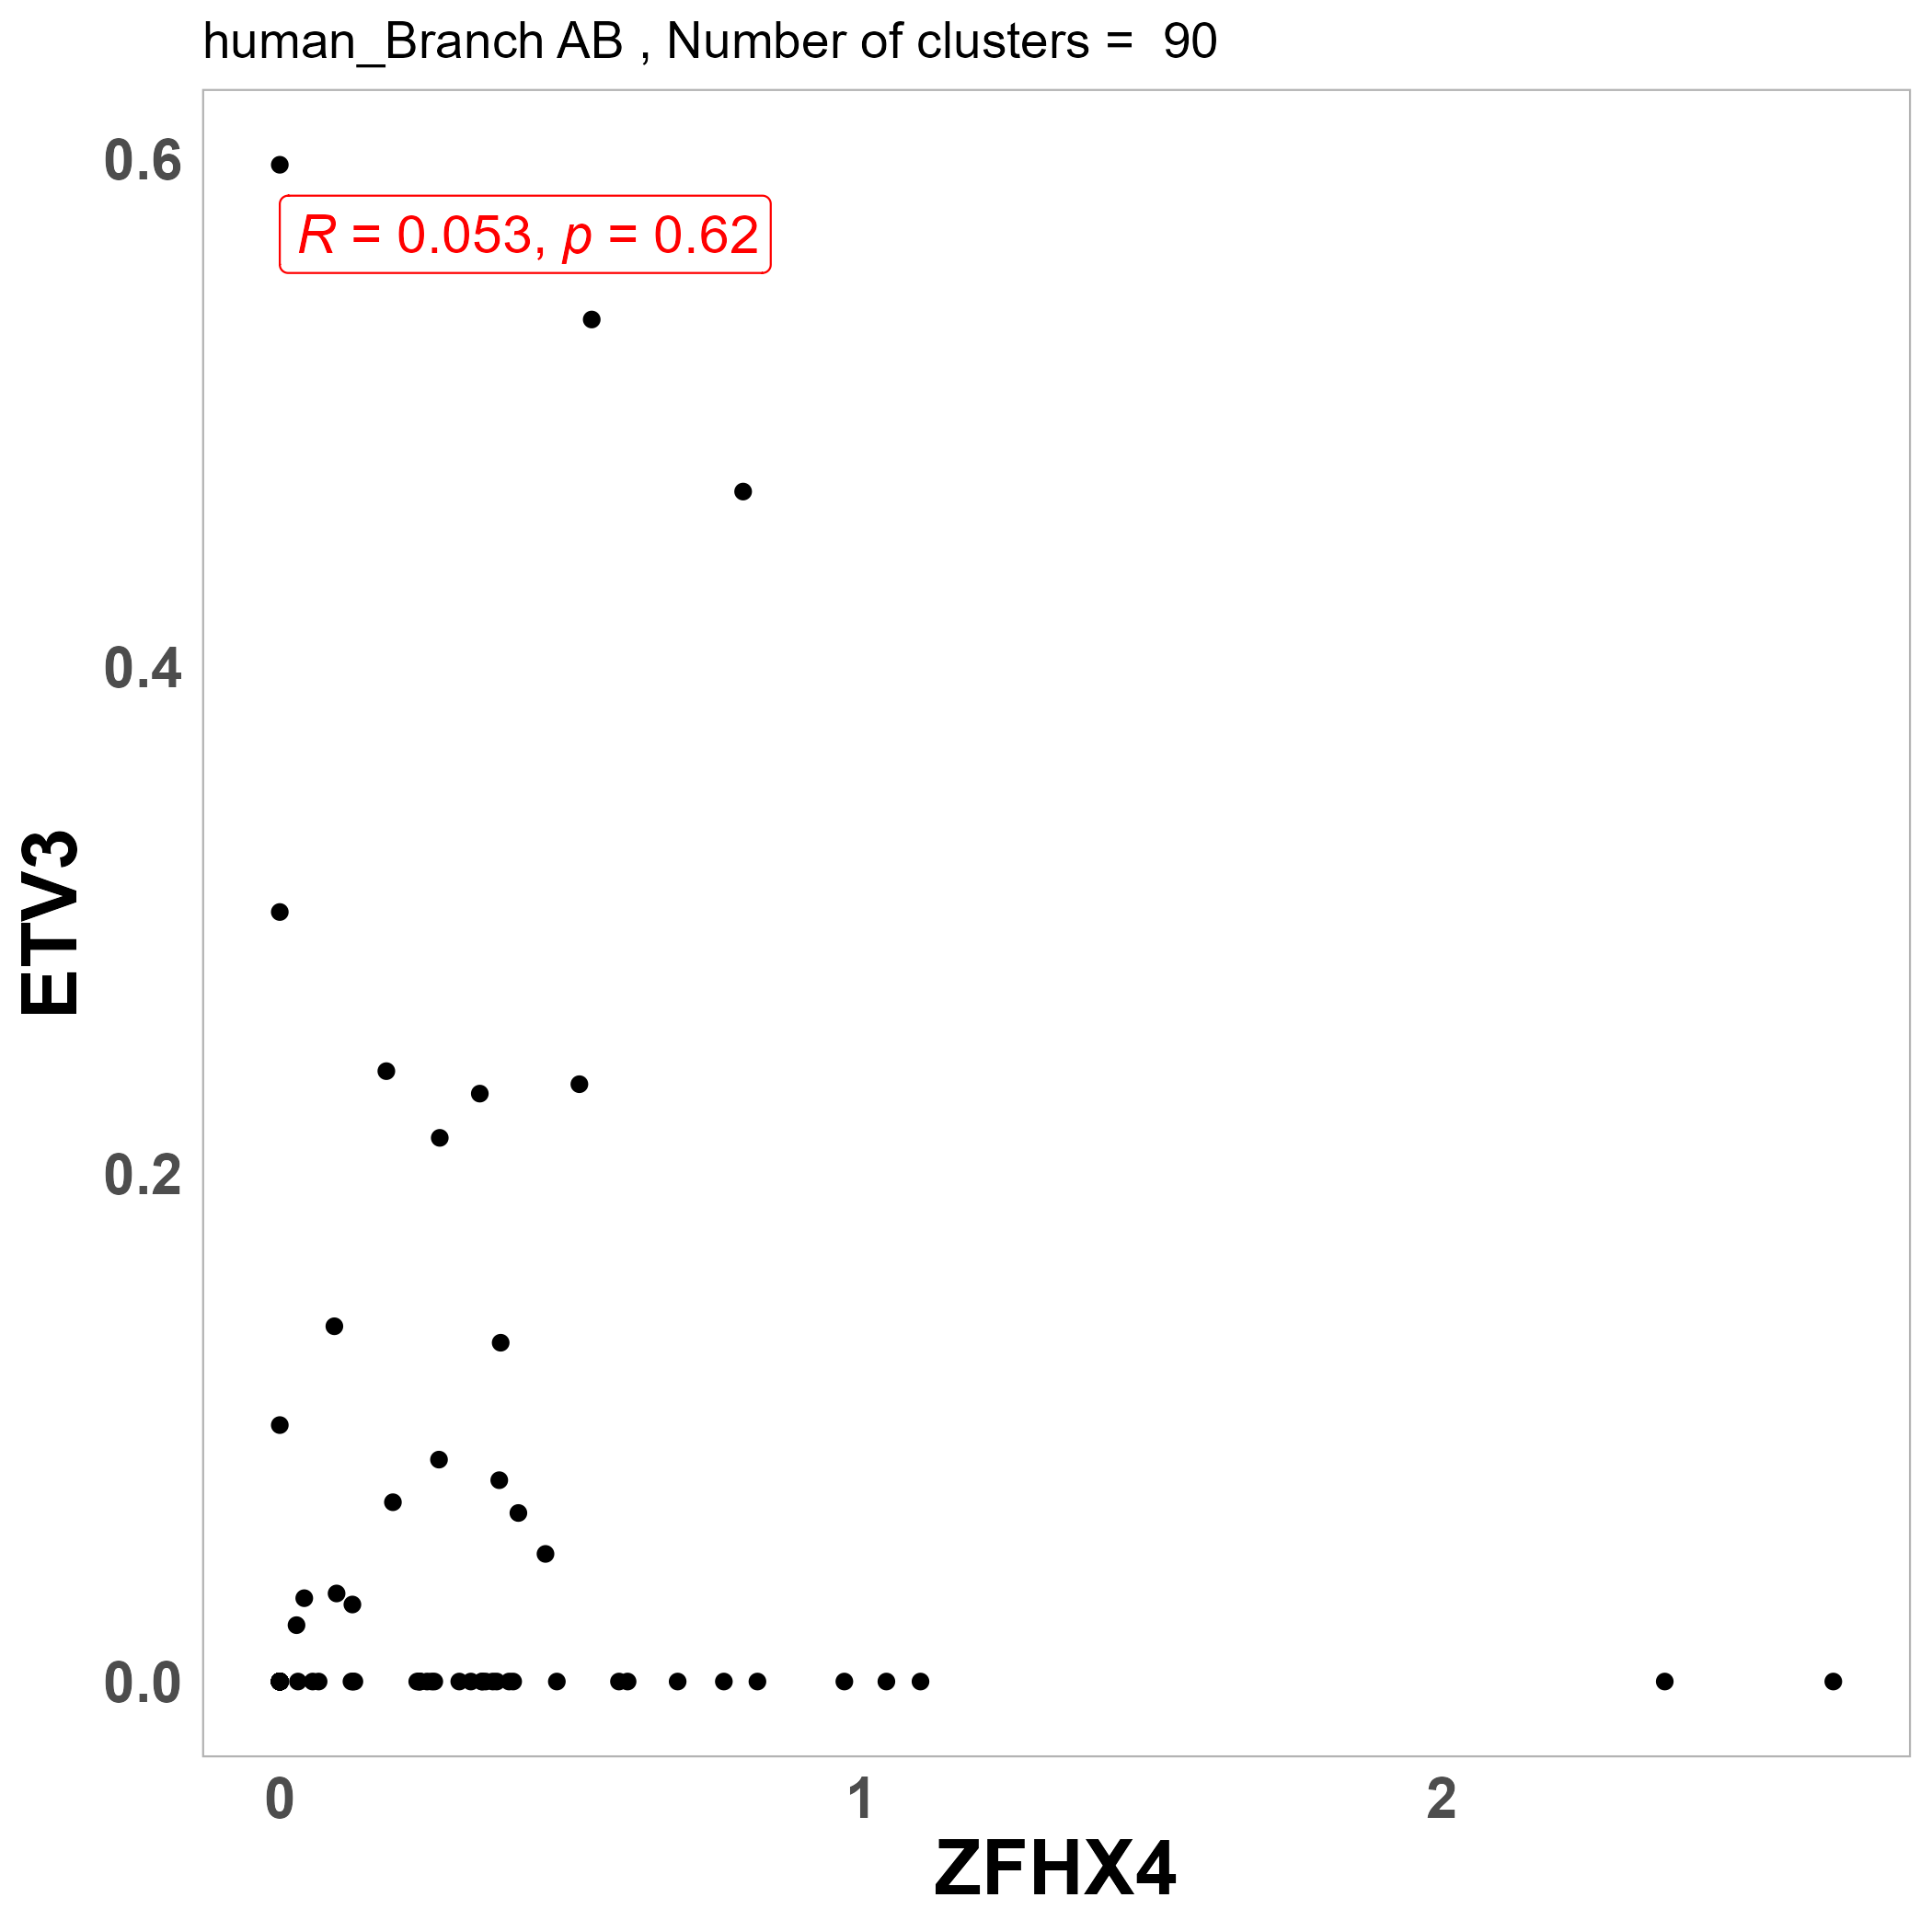 human_Branch AB , Number of clusters =  90
0.6
R = 0.053, p = 0.62
0.4
ETV3
0.2
0.0
0 1 2
ZFHX4